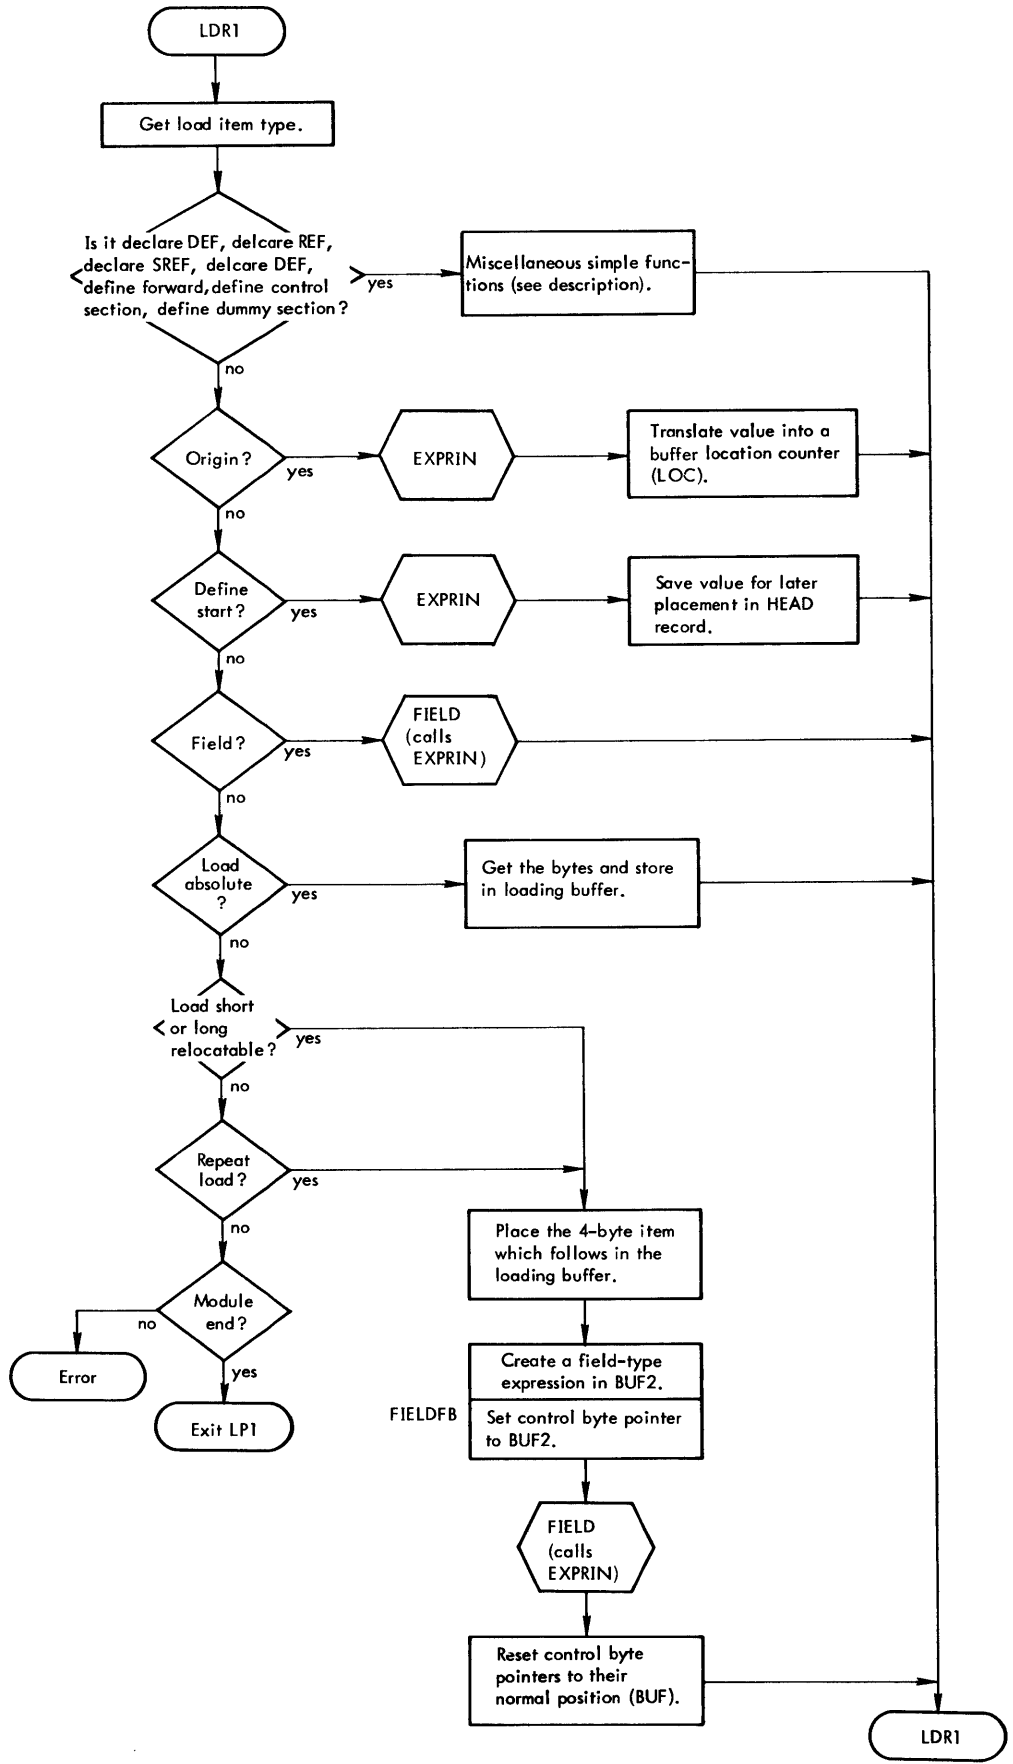 LDR1
Get load item type.
Is it declare DEF, delcare REF,
declare SREF, delcare DEF,
define forward, define control
section, define dummy section?
yes
Miscellaneous simple func-
tions (see description).
no
Origin?
yes
EXPRIN
Translate value into a
buffer location counter
(LOC).
no
Define
start?
yes
EXPRIN
Save value for later
placement in HEAD
record.
no
Field?
yes
FIELD
(calls
EXPRIN)
no
Load
absolute
?
yes
Get the bytes and store
in loading buffer.
no
Load short
or long
relocatable?
yes
no
Repeat
load?
yes
no
Place the 4-byte item
which follows in the
loading buffer.
Module
end?
no
yes
Error
Exit LP1
Create a field-type
expression in BUF2.
FIELDFB
Set control byte pointer
to BUF2.
FIELD
(calls
EXPRIN)
Reset control byte
pointers to their
normal position (BUF).
LDR1